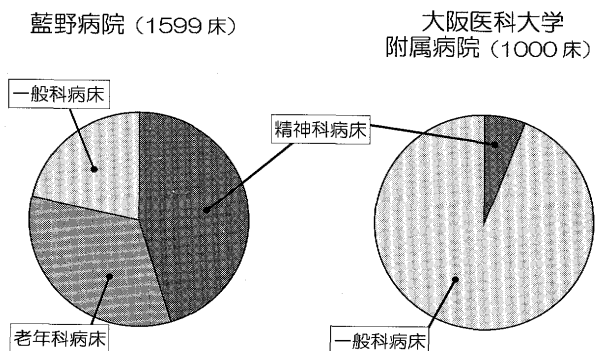 藍野病院(1599床)
大阪医科大学
附属病院(1000床)
一般科病床
精神科病床
老年科病床
一般科病床